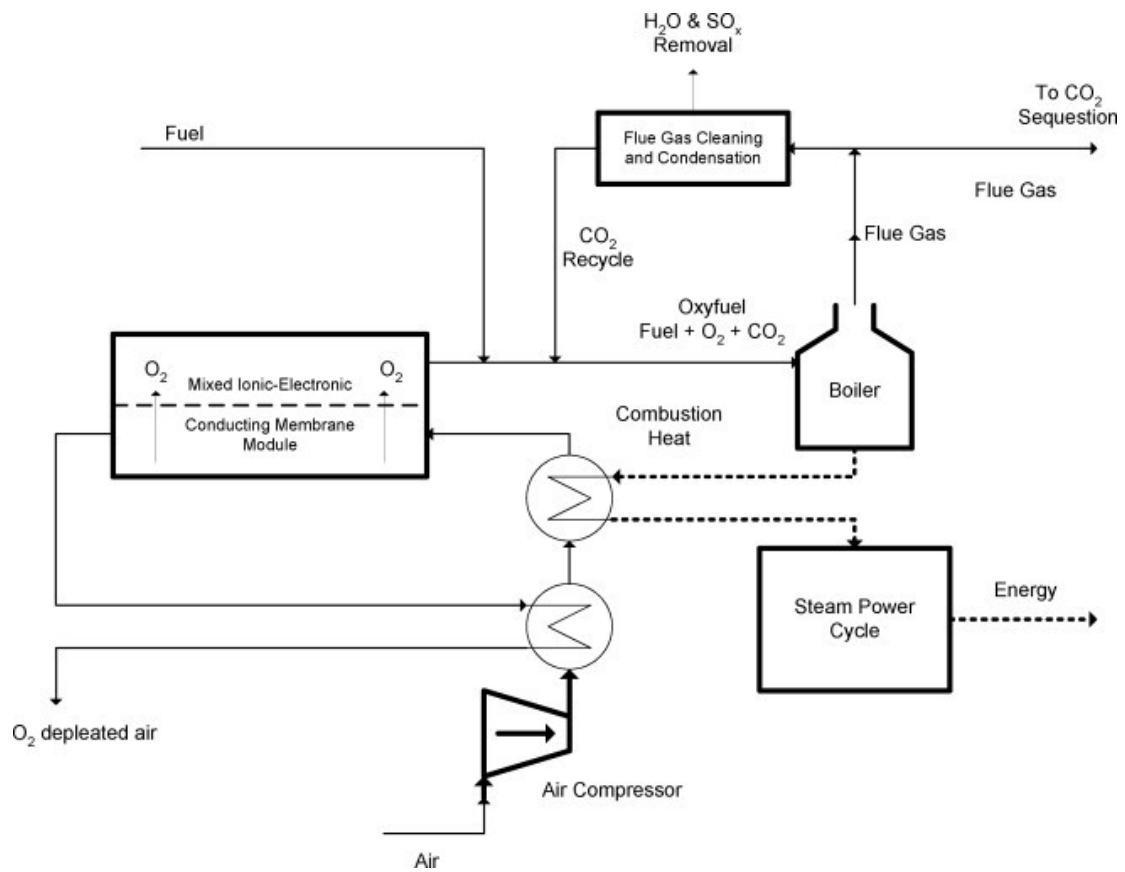 H₂O & SOₓ
Removal
To CO₂
Sequestion
Fuel
Flue Gas Cleaning
and Condensation
Flue Gas
CO₂
Recycle
Flue Gas
Oxyfuel
Fuel + O₂ + CO₂
O₂
O₂
Mixed Ionic-Electronic
Conducting Membrane
Module
Boiler
Combustion
Heat
Steam Power
Cycle
Energy
O₂ depleated air
Air Compressor
Air